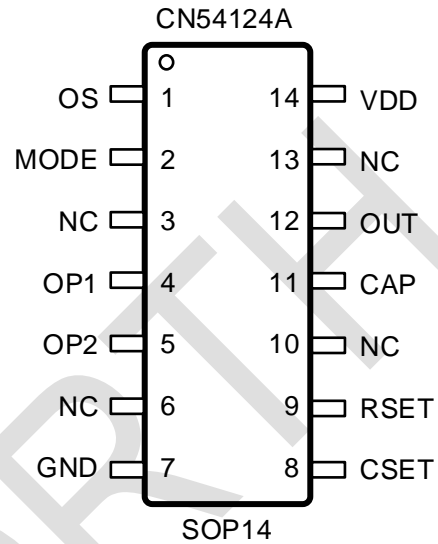 CN54124A
OS 1 14 VDD
MODE 2 13 NC
NC 3 12 OUT
OP1 4 11 CAP
OP2 5 10 NC
NC 6 9 RSET
GND 7 8 CSET
SOP14
RTH